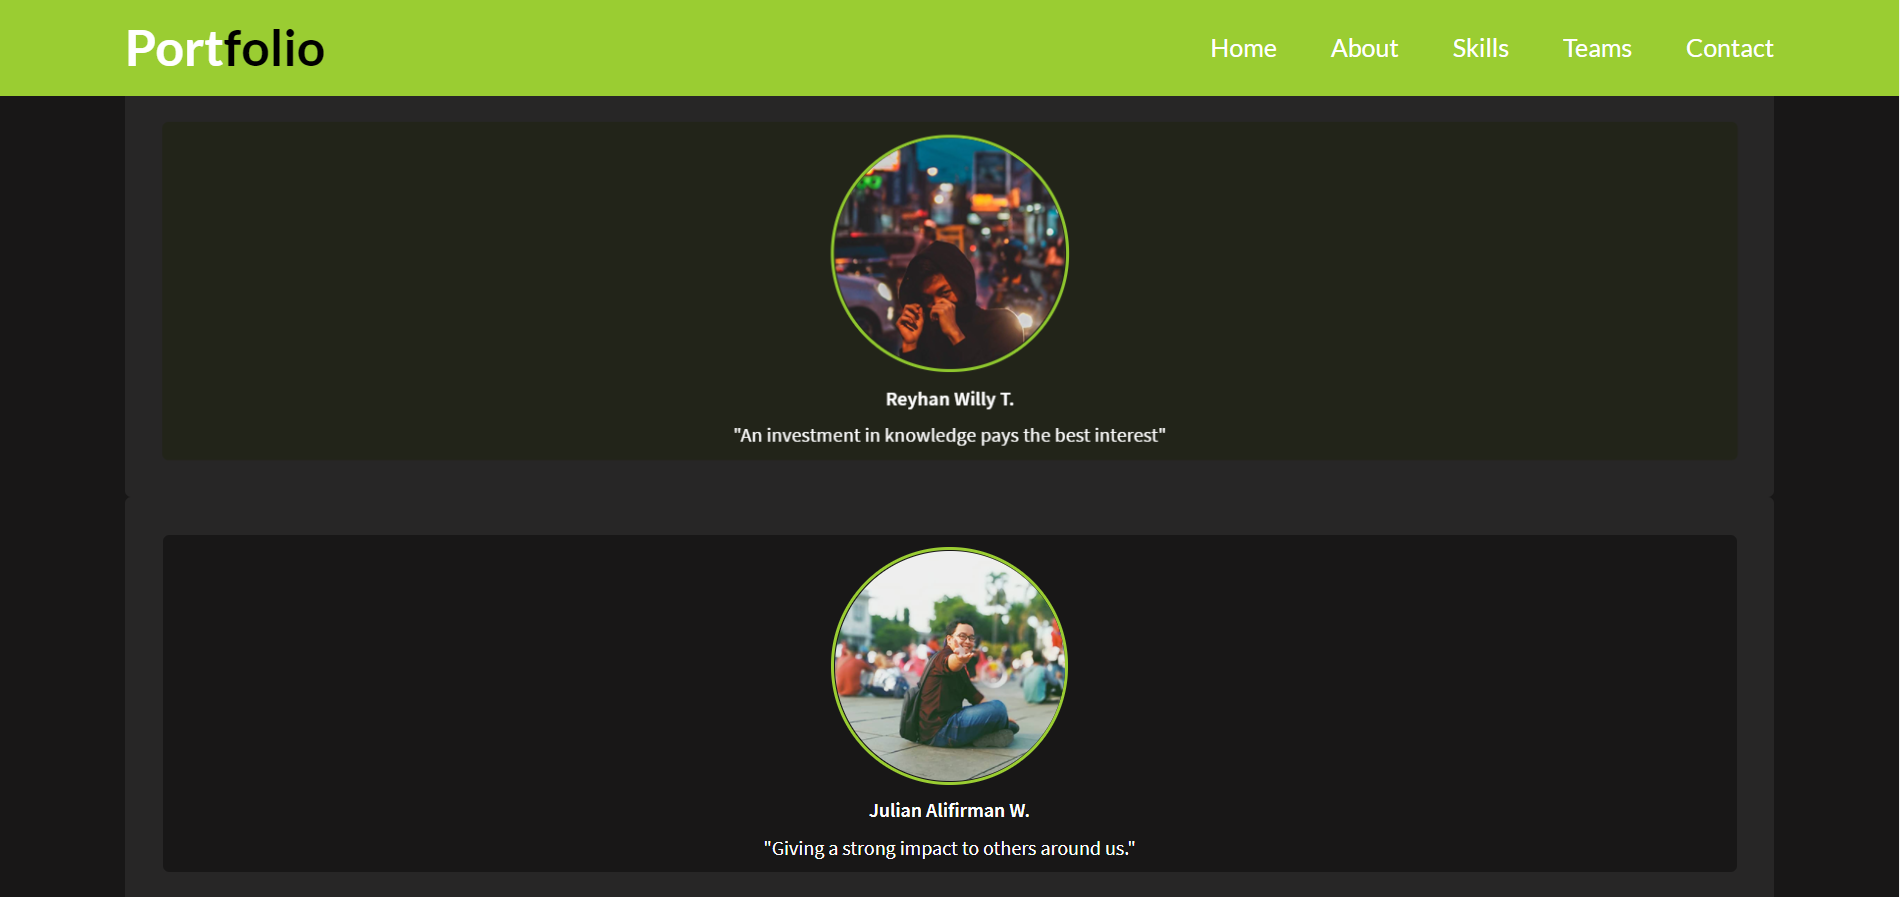 Portfolio
Home About Skills Teams Contact
Reyhan Willy T.
"An investment in knowledge pays the best interest"
Julian Alifirman W.
"Giving a strong impact to others around us."